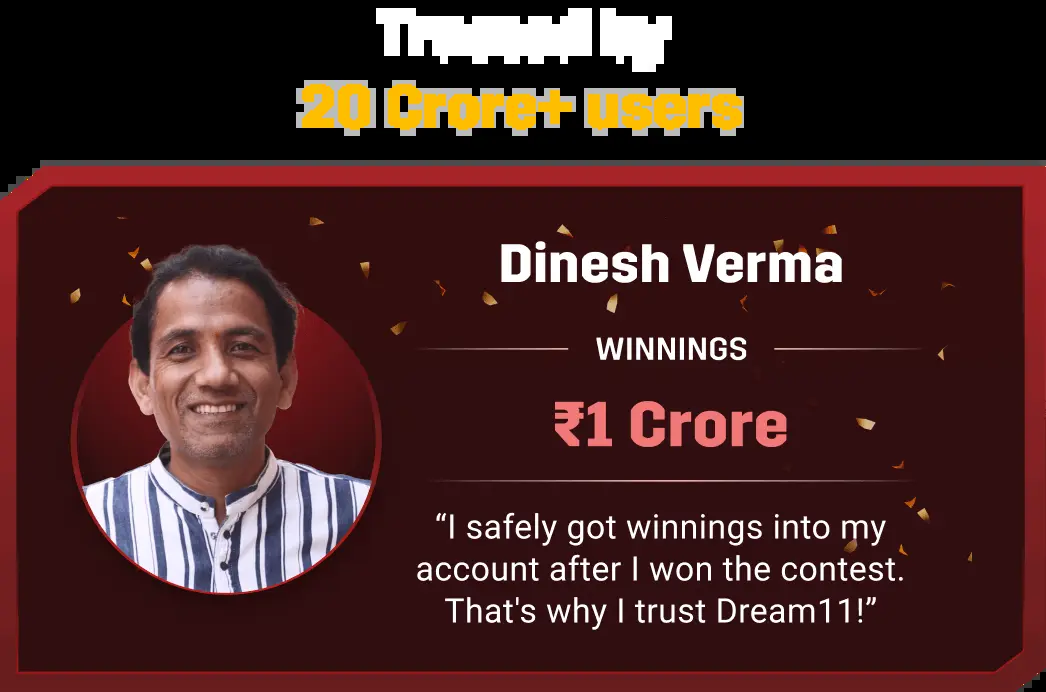 Trusted by
20 Crore+ users
Dinesh Verma
WINNINGS
₹1 Crore
“I safely got winnings into my
account after I won the contest.
That's why I trust Dream11!”